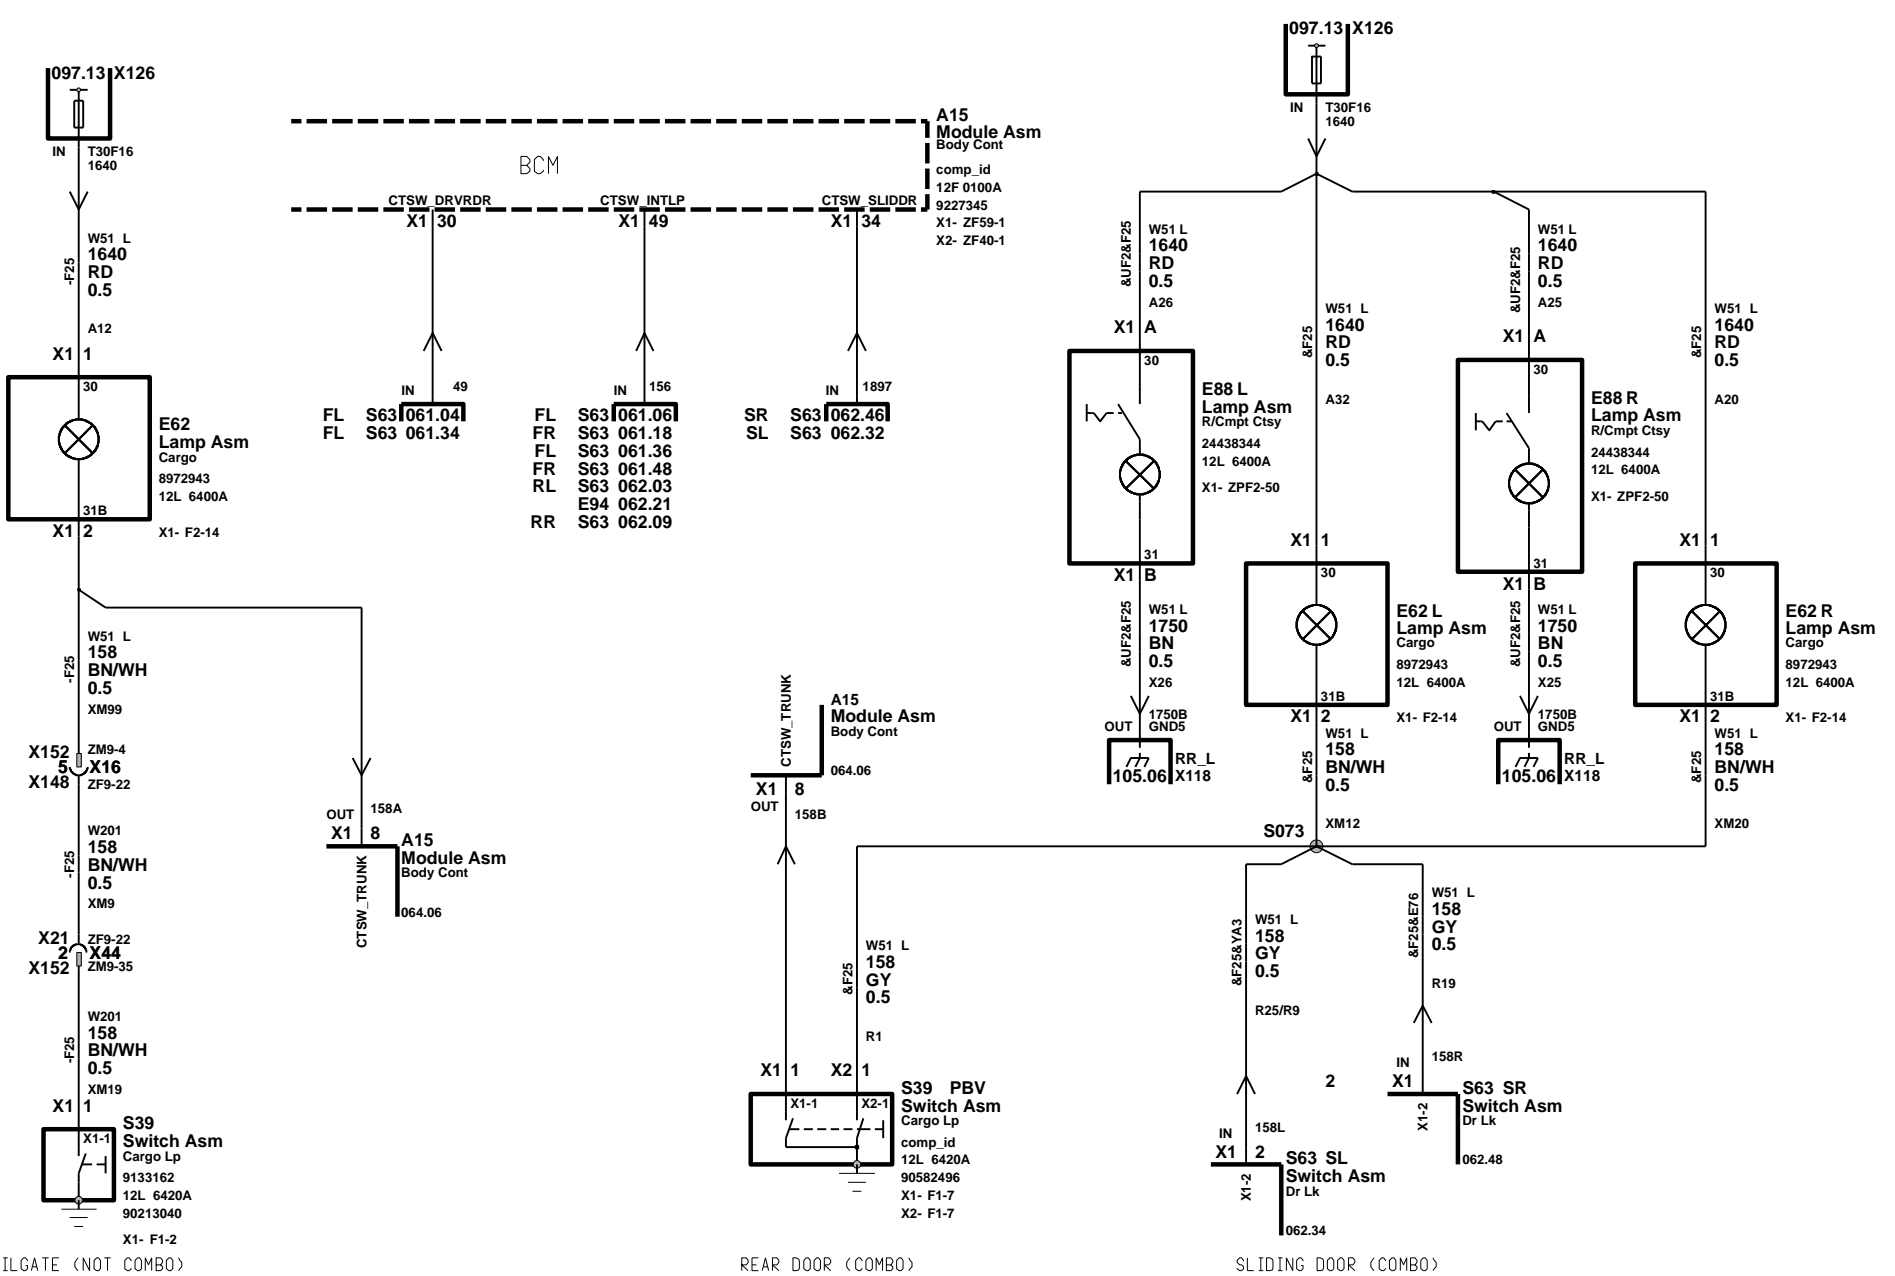 097.13 X126
IN T30F16
1640
W51 L
1640
RD
0.5
-F25
A12
X1 1
30
E62
Lamp Asm
Cargo
8972943
12L 6400A
31B
X1 2
X1- F2-14
W51 L
158
BN/WH
0.5
-F25
XM99
X152 ZM9-4
5 X16
X148 ZF9-22
W201
158
BN/WH
0.5
-F25
XM9
X21 ZF9-22
2 X44
X152 ZM9-35
W201
158
BN/WH
0.5
-F25
XM19
X1 1
S39
X1-1
Switch Asm
Cargo Lp
9133162
12L 6420A
90213040
X1- F1-2
ILGATE (NOT COMBO)
OUT 158A
X1 8
A15
Module Asm
Body Cont
CTSW_TRUNK
064.06
BCM
A15
Module Asm
Body Cont
comp_id
12F 0100A
9227345
X1- ZF59-1
X2- ZF40-1
CTSW_DRVRDR CTSW_INTLP CTSW_SLIDDR
X1 30 X1 49 X1 34
IN 49
FL S63 061.04
FL S63 061.34
IN 156
FL S63 061.06
FR S63 061.18
FL S63 061.36
FR S63 061.48
RL S63 062.03
E94 062.21
RR S63 062.09
IN 1897
SR S63 062.46
SL S63 062.32
CTSW_TRUNK
A15
Module Asm
Body Cont
064.06
X1 8
OUT 158B
W51 L
158
GY
0.5
&F25
R1
X1 1 X2 1
X1-1 X2-1
S39 PBV
Switch Asm
Cargo Lp
comp_id
12L 6420A
90582496
X1- F1-7
X2- F1-7
REAR DOOR (COMBO)
097.13 X126
IN T30F16
1640
W51 L
1640
RD
0.5
&UF2&F25
A26
X1 A
30
E88 L
Lamp Asm
R/Cmpt Ctsy
24438344
12L 6400A
X1- ZPF2-50
31
X1 B
W51 L
1750
BN
0.5
&UF2&F25
X26
1750B
OUT GND5
RR_L
105.06 X118
W51 L
1640
RD
0.5
&F25
A32
X1 1
30
E62 L
Lamp Asm
Cargo
8972943
12L 6400A
31B
X1 2
X1- F2-14
W51 L
158
BN/WH
0.5
&F25
XM12
W51 L
1640
RD
0.5
&UF2&F25
A25
X1 A
30
E88 R
Lamp Asm
R/Cmpt Ctsy
24438344
12L 6400A
X1- ZPF2-50
31
X1 B
W51 L
1750
BN
0.5
&UF2&F25
X25
1750B
OUT GND5
RR_L
105.06 X118
W51 L
1640
RD
0.5
&F25
A20
X1 1
30
E62 R
Lamp Asm
Cargo
8972943
12L 6400A
31B
X1 2
X1- F2-14
W51 L
158
BN/WH
0.5
&F25
XM20
S073
W51 L
158
GY
0.5
&F25&YA3
R25/R9
IN 158L
X1 2
X1-2
S63 SL
Switch Asm
Dr Lk
062.34
W51 L
158
GY
0.5
&F25&E76
R19
IN 158R
2 X1
X1-2
S63 SR
Switch Asm
Dr Lk
062.48
SLIDING DOOR (COMBO)